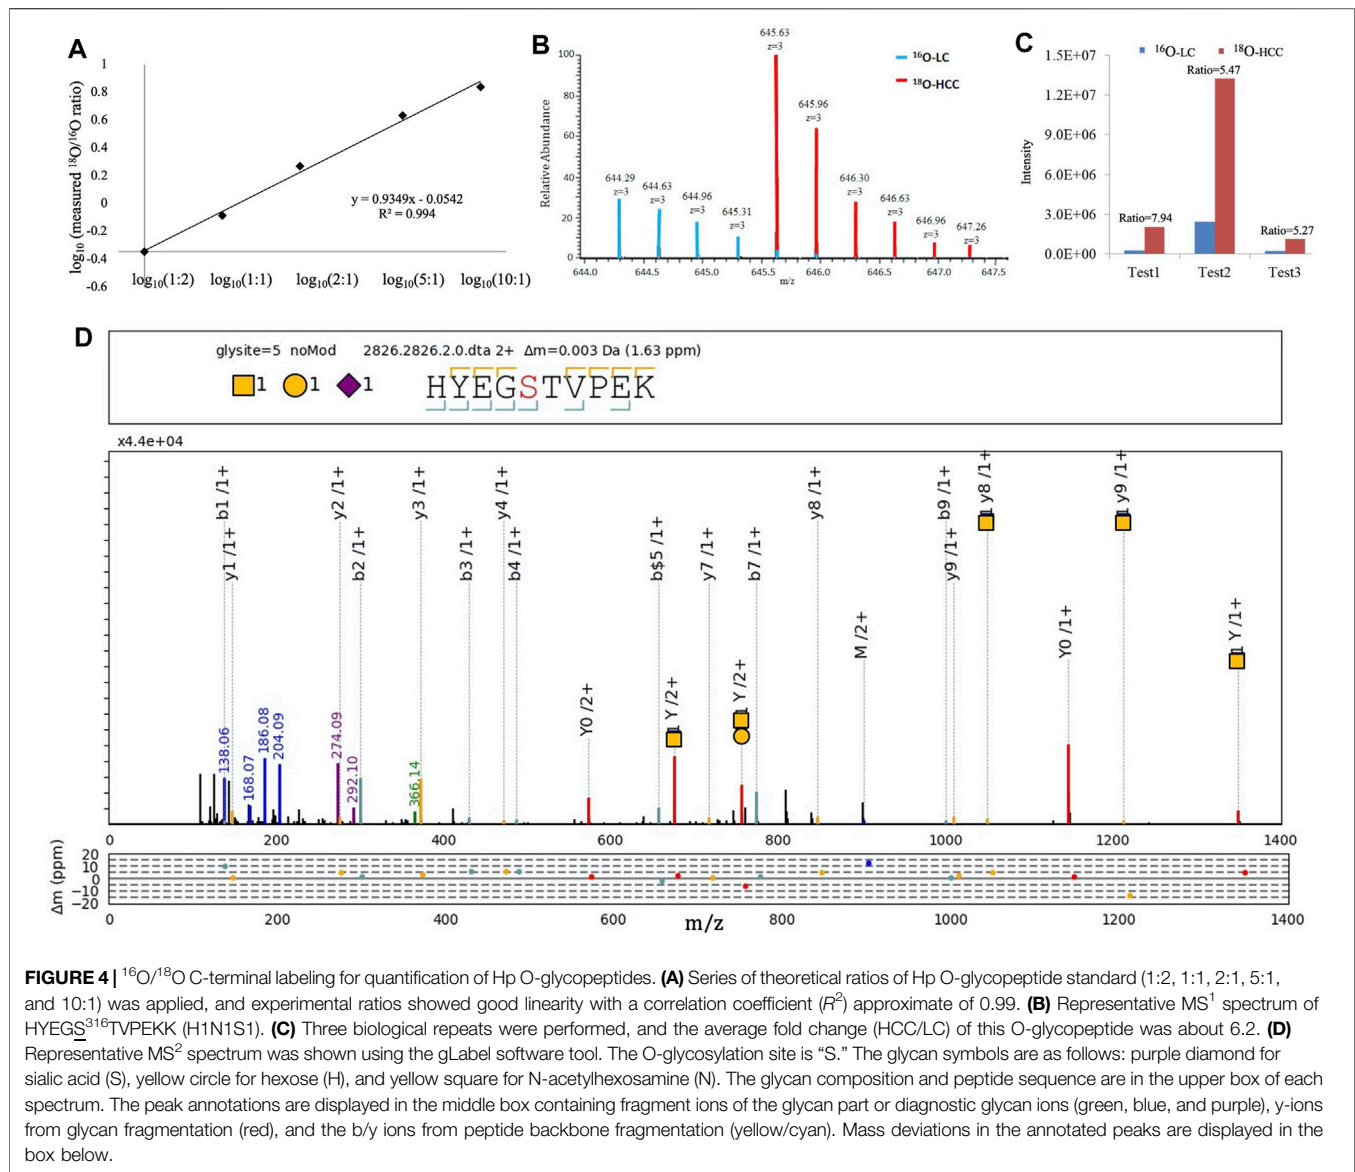 A
log₁₀ (measured ¹⁸O/¹⁶O ratio)
1
0.8
0.6
0.4
0.2
0
-0.2
-0.4
-0.6
y = 0.9349x - 0.0542
R² = 0.994
log₁₀(1:2) log₁₀(1:1) log₁₀(2:1) log₁₀(5:1) log₁₀(10:1)
B
Relative Abundance
100
80
60
40
20
0
645.63
z=3
¹⁶O-LC
¹⁸O-HCC
645.96
z=3
644.29
z=3
644.63
z=3
644.96
z=3
645.31
z=3
646.30
z=3
646.63
z=3
646.96
z=3
647.26
z=3
644.0 644.5 645.0 645.5 646.0 646.5 647.0 647.5
m/z
C
¹⁶O-LC ¹⁸O-HCC
Intensity
1.5E+07
1.2E+07
9.0E+06
6.0E+06
3.0E+06
0.0E+00
Ratio=7.94
Ratio=5.47
Ratio=5.27
Test1 Test2 Test3
D
glysite=5 noMod 2826.2826.2.0.dta 2+ Δm=0.003 Da (1.63 ppm)
1 1 1 HYEGSTVPEK
x4.4e+04
b1 /1+
y1 /1+
y2 /1+
b2 /1+
y3 /1+
b3 /1+
y4 /1+
b4 /1+
b$5 /1+
y7 /1+
b7 /1+
y8 /1+
b9 /1+
y9 /1+
y8 /1+
y9 /1+
Y0 /2+
Y /2+
Y /2+
M /2+
Y0 /1+
Y /1+
138.06
168.07
186.08
204.09
274.09
292.10
366.14
0 200 400 600 800 1000 1200 1400
Δm (ppm)
20
10
0
−10
−20
0 200 400 600 800 1000 1200 1400
m/z
FIGURE 4 | ¹⁶O/¹⁸O C-terminal labeling for quantification of Hp O-glycopeptides. (A) Series of theoretical ratios of Hp O-glycopeptide standard (1:2, 1:1, 2:1, 5:1,
and 10:1) was applied, and experimental ratios showed good linearity with a correlation coefficient (R²) approximate of 0.99. (B) Representative MS¹ spectrum of
HYEGS³¹⁶TVPEKK (H1N1S1). (C) Three biological repeats were performed, and the average fold change (HCC/LC) of this O-glycopeptide was about 6.2. (D)
Representative MS² spectrum was shown using the gLabel software tool. The O-glycosylation site is “S.” The glycan symbols are as follows: purple diamond for
sialic acid (S), yellow circle for hexose (H), and yellow square for N-acetylhexosamine (N). The glycan composition and peptide sequence are in the upper box of each
spectrum. The peak annotations are displayed in the middle box containing fragment ions of the glycan part or diagnostic glycan ions (green, blue, and purple), y-ions
from glycan fragmentation (red), and the b/y ions from peptide backbone fragmentation (yellow/cyan). Mass deviations in the annotated peaks are displayed in the
box below.